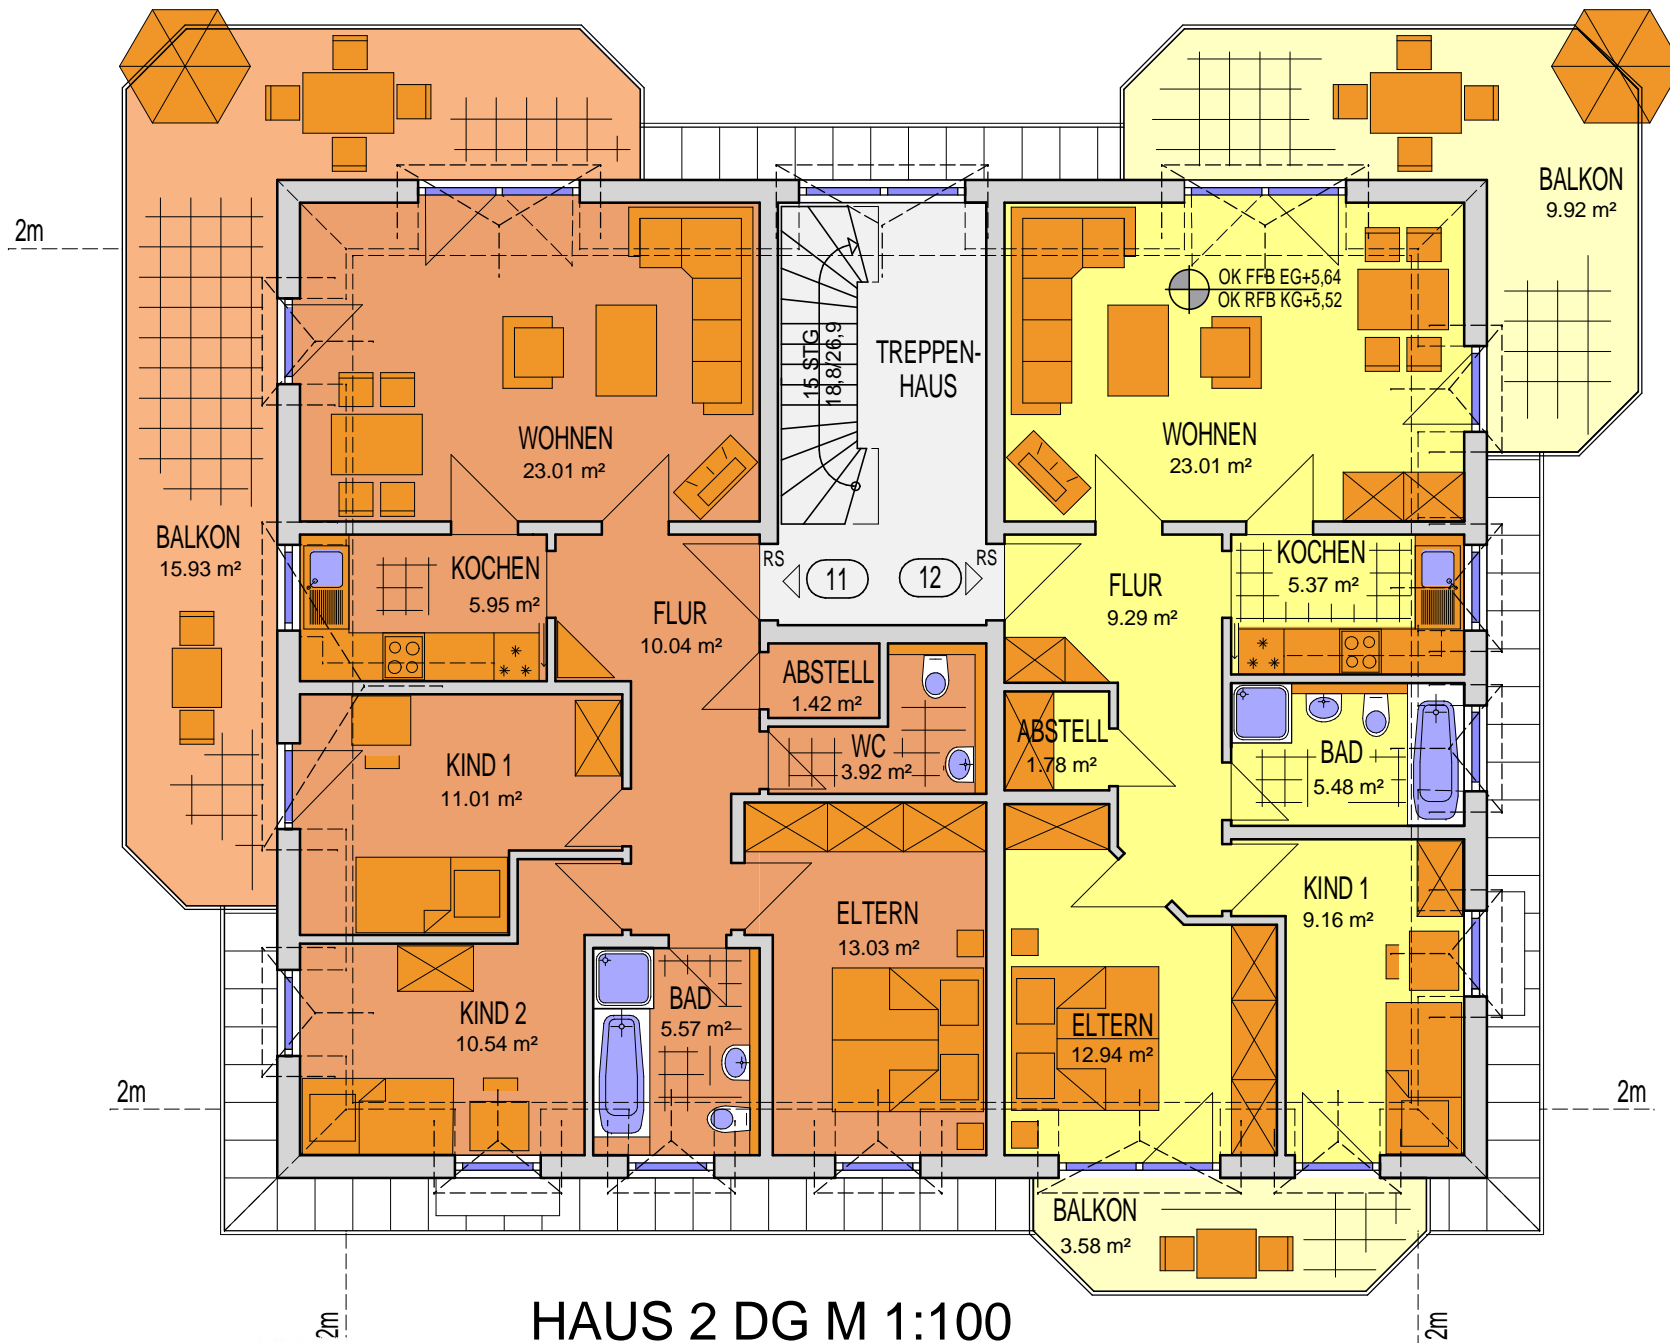 BALKON
9.92 m²
2m
OK FFB EG+5,64
OK RFB KG+5,52
15 STG
18,8/26,9
TREPPEN-
HAUS
WOHNEN
23.01 m²
WOHNEN
23.01 m²
BALKON
15.93 m²
KOCHEN
5.95 m²
FLUR
10.04 m²
RS
11
12
RS
FLUR
9.29 m²
KOCHEN
5.37 m²
ABSTELL
1.42 m²
WC
3.92 m²
ABSTELL
1.78 m²
BAD
5.48 m²
KIND 1
11.01 m²
ELTERN
13.03 m²
KIND 1
9.16 m²
KIND 2
10.54 m²
BAD
5.57 m²
ELTERN
12.94 m²
2m
2m
BALKON
3.58 m²
2m
HAUS 2 DG M 1:100
2m